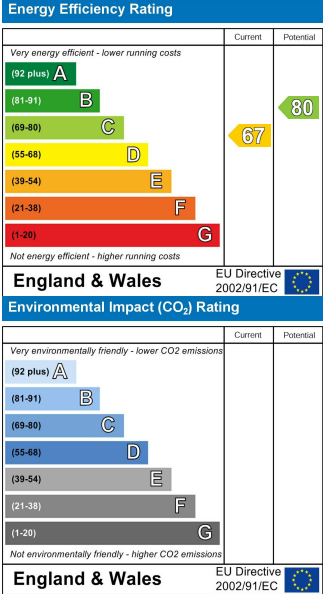 Energy Efficiency Rating
Current Potential
Very energy efficient - lower running costs
(92 plus) A
(81-91) B
80
(69-80) C
67
(55-68) D
(39-54) E
(21-38) F
(1-20) G
Not energy efficient - higher running costs
England & Wales
EU Directive
2002/91/EC
Environmental Impact (CO₂) Rating
Current Potential
Very environmentally friendly - lower CO2 emissions
(92 plus) A
(81-91) B
(69-80) C
(55-68) D
(39-54) E
(21-38) F
(1-20) G
Not environmentally friendly - higher CO2 emissions
England & Wales
EU Directive
2002/91/EC